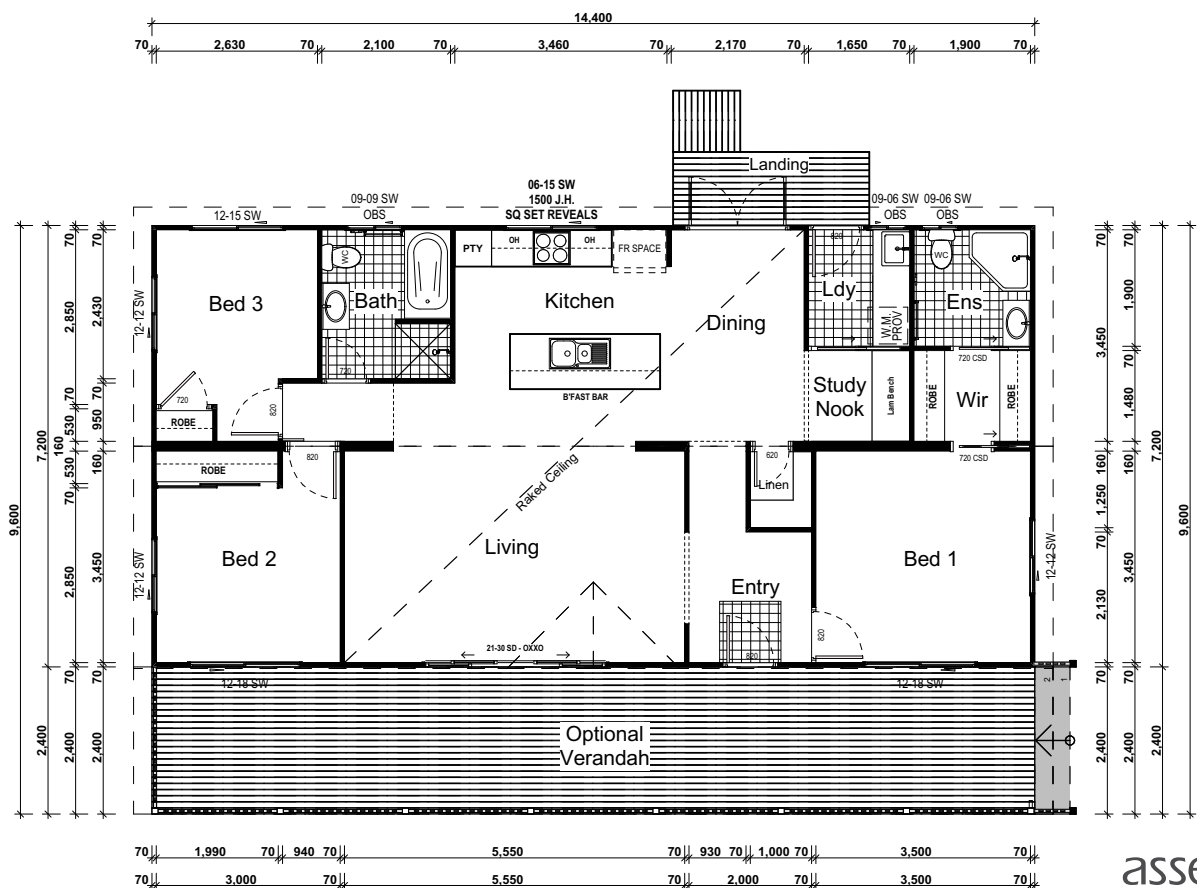 14,400
70 2,630 70 2,100 70 3,460 70 2,170 70 1,650 70 1,900 70
Landing
06-15 SW
1500 J.H.
SQ SET REVEALS
12-15 SW
09-09 SW
OBS
09-06 SW
OBS
09-06 SW
OBS
PTY
OH
OH
FR SPACE
WC
820
WC
Bed 3
Bath
Kitchen
Dining
Ldy
W.M.
PROV
Ens
12-12 SW
720
720
B'FAST BAR
720 CSD
Study
Nook
Lam Bench
ROBE
Wir
ROBE
820
ROBE
820
620
720 CSD
ROBE
Linen
Raked Ceiling
Bed 2
Living
Entry
Bed 1
12-12 SW
12-12 SW
21-30 SD - OXXO
820
820
12-18 SW
12-18 SW
2
1
Optional
Verandah
9,600
7,200
2,400
70
2,850
70
530
160
530
70
2,850
70
2,400
70
2,430
70
950
160
3,450
70
2,400
70
3,450
160
1,250
70
2,130
70
2,400
70
1,900
70
1,480
160
3,450
70
2,400
7,200
2,400
9,600
70 1,990 70 940 70 5,550 70 930 70 1,000 70 3,500 70
70 3,000 70 5,550 70 2,000 70 3,500 70
asse